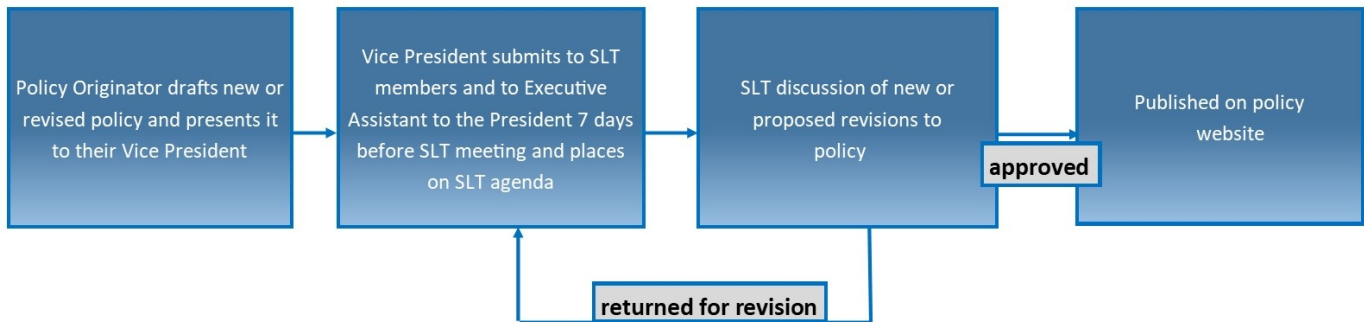 Policy Originator drafts new or
revised policy and presents it
to their Vice President
Vice President submits to SLT
members and to Executive
Assistant to the President 7 days
before SLT meeting and places
on SLT agenda
SLT discussion of new or
proposed revisions to
policy
approved
Published on policy
website
returned for revision